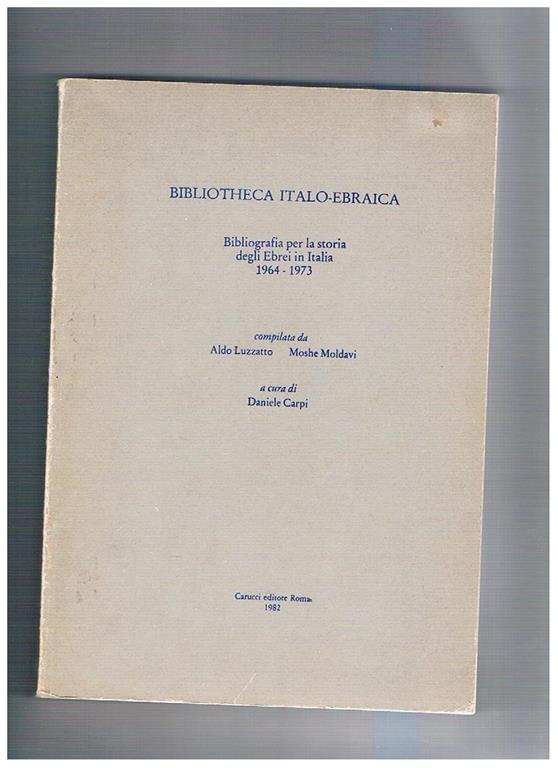 BIBLIOTHECA ITALO-EBRAICA
Bibliografia per la storia
degli Ebrei in Italia
1964 - 1973
compilata da
Aldo Luzzatto Moshe Moldavi
a cura di
Daniele Carpi
Carucci editore Roma
1982